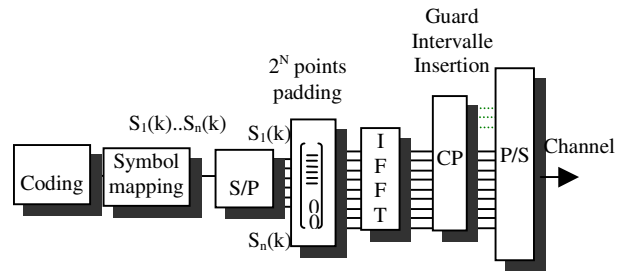 Guard
Intervalle
Insertion
2^N points
padding
S₁(k)..Sₙ(k)
S₁(k)
Coding
Symbol
mapping
S/P
0
0
Sₙ(k)
I
F
F
T
CP
P/S
Channel